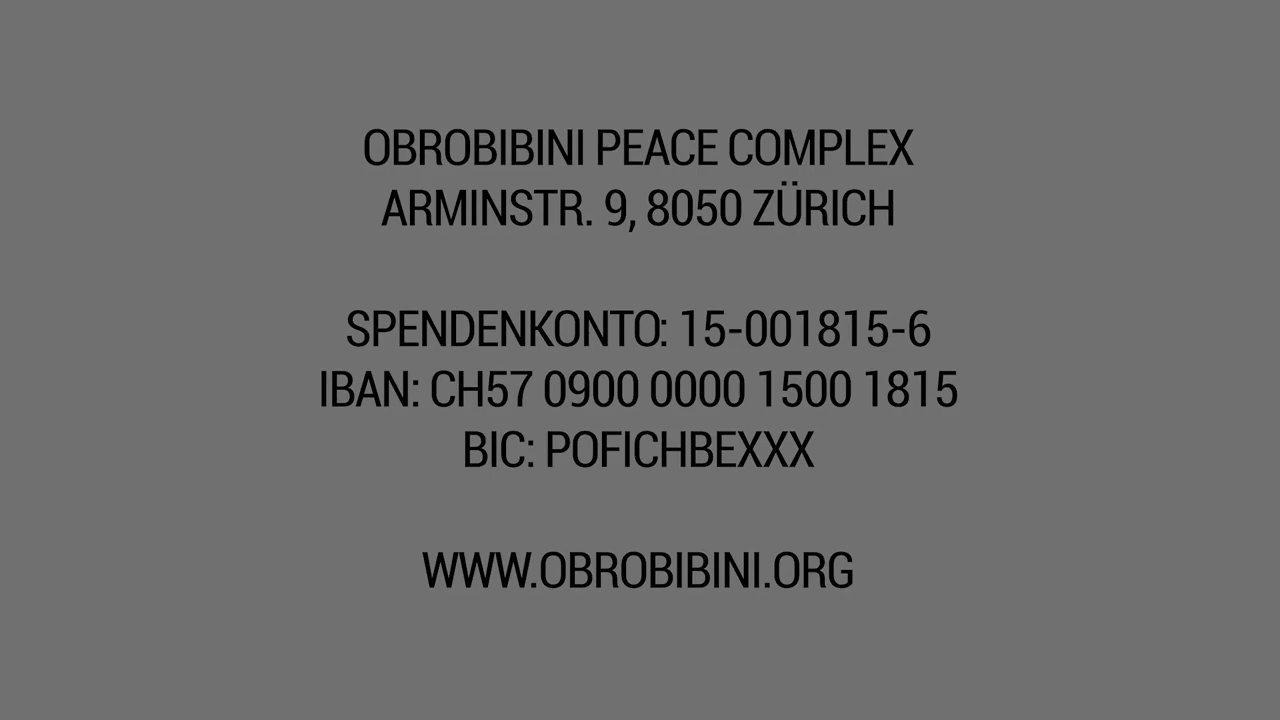 OBROBIBINI PEACE COMPLEX
ARMINSTR. 9, 8050 ZÜRICH
SPENDENKONTO: 15-001815-6
IBAN: CH57 0900 0000 1500 1815
BIC: POFICHBEXXX
WWW.OBROBIBINI.ORG